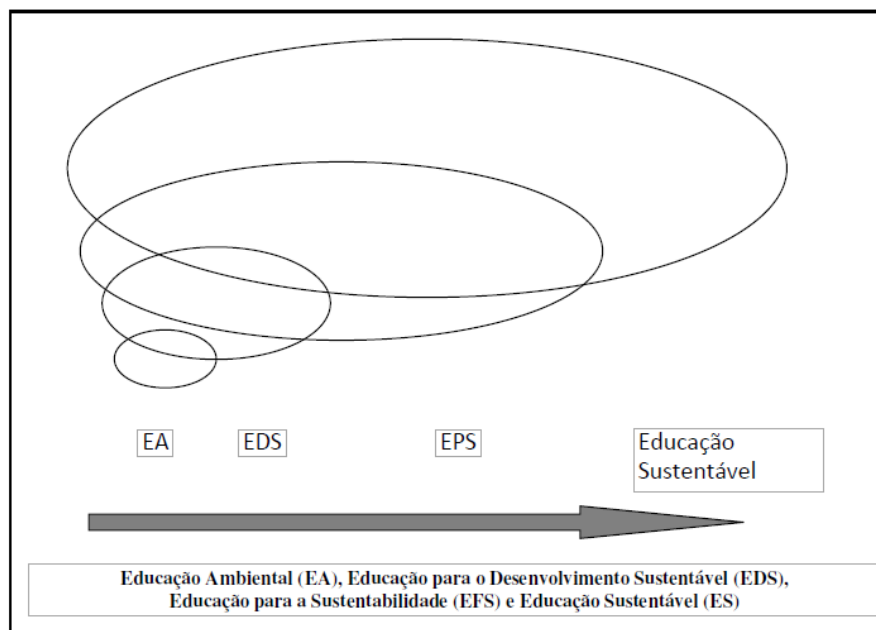 EA
EDS
EPS
Educação
Sustentável
Educação Ambiental (EA), Educação para o Desenvolvimento Sustentável (EDS),
Educação para a Sustentabilidade (EFS) e Educação Sustentável (ES)